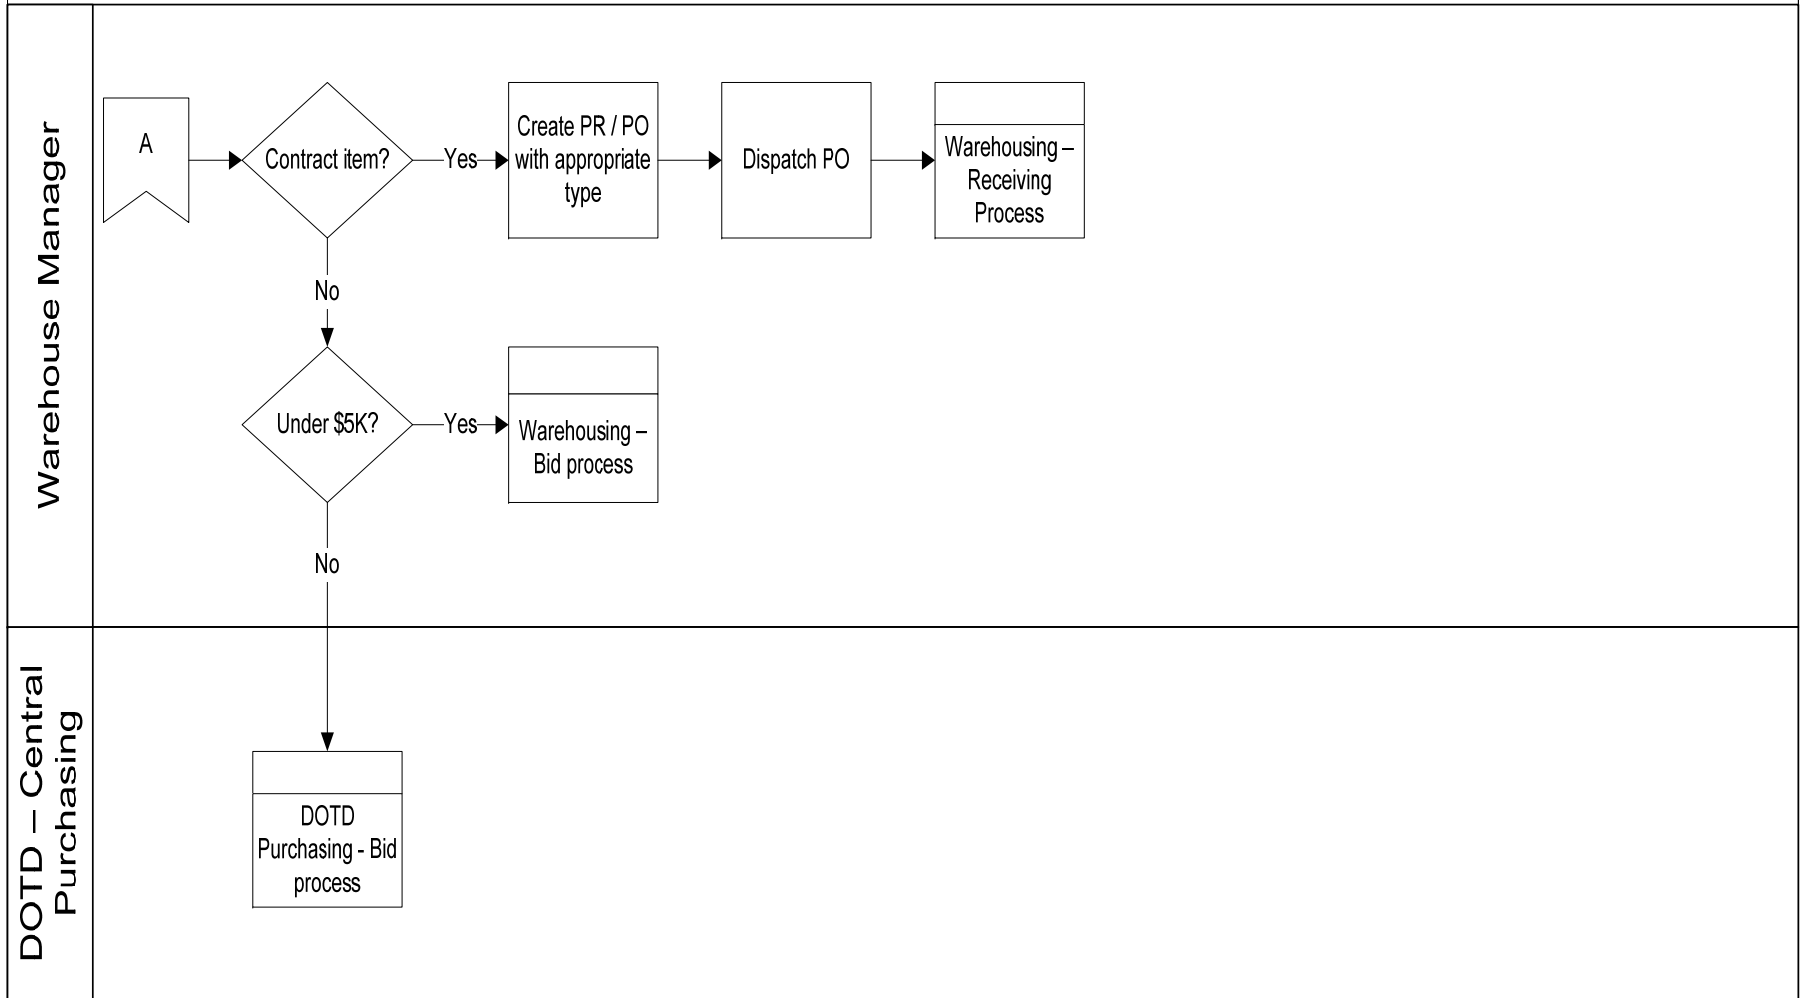 Warehouse Manager
A
Contract item?
Yes
Create PR / PO
with appropriate
type
Dispatch PO
Warehousing –
Receiving
Process
No
Under $5K?
Yes
Warehousing –
Bid process
No
DOTD – Central
Purchasing
DOTD
Purchasing - Bid
process